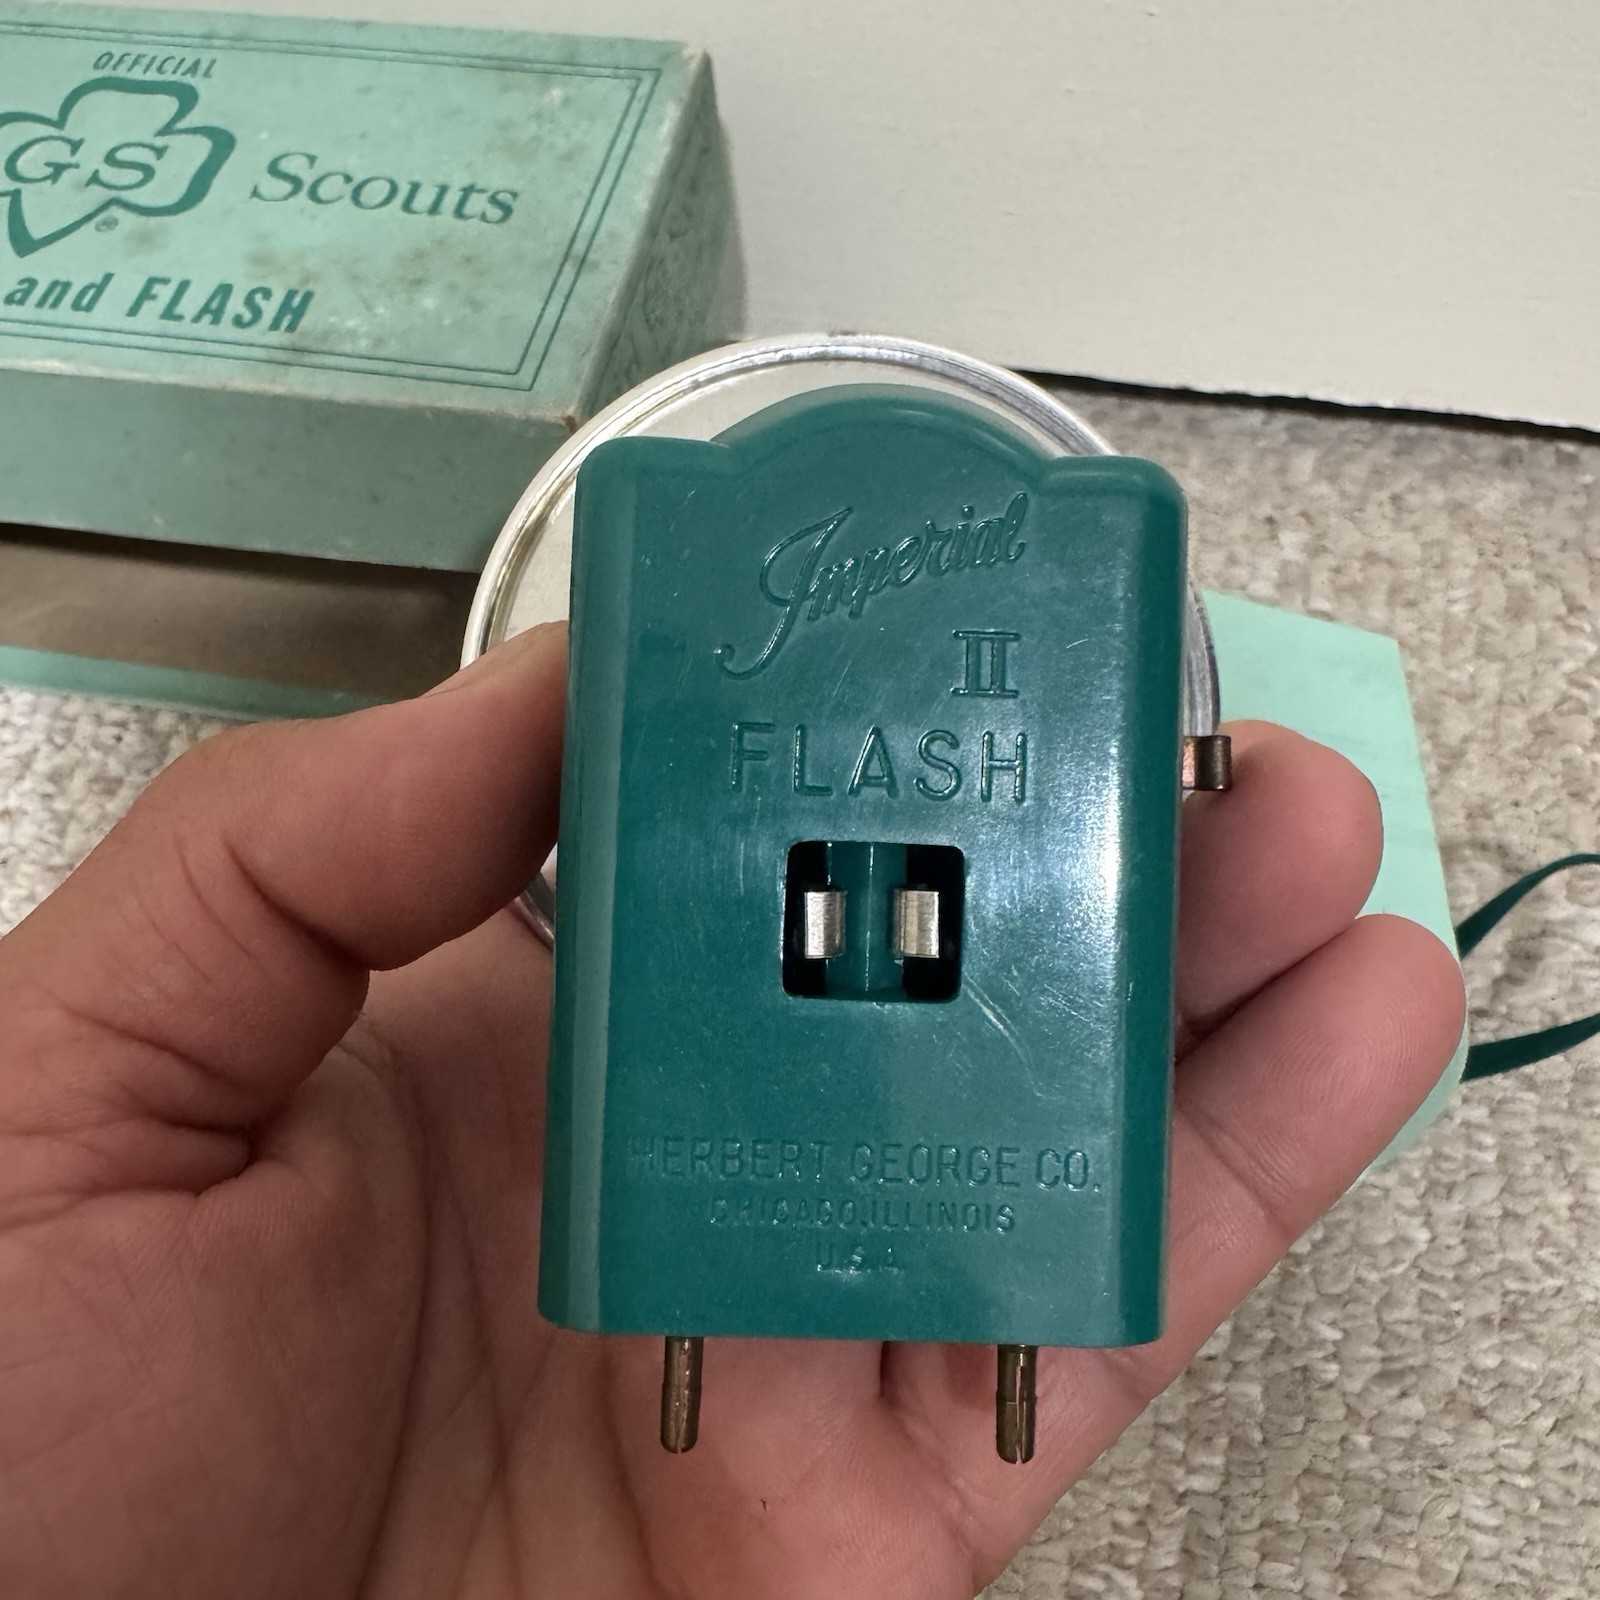 OFFICIAL
GS Scouts
®
and FLASH
Imperial
II
FLASH
HERBERT GEORGE CO.
CHICAGO, ILLINOIS
U.S.A.